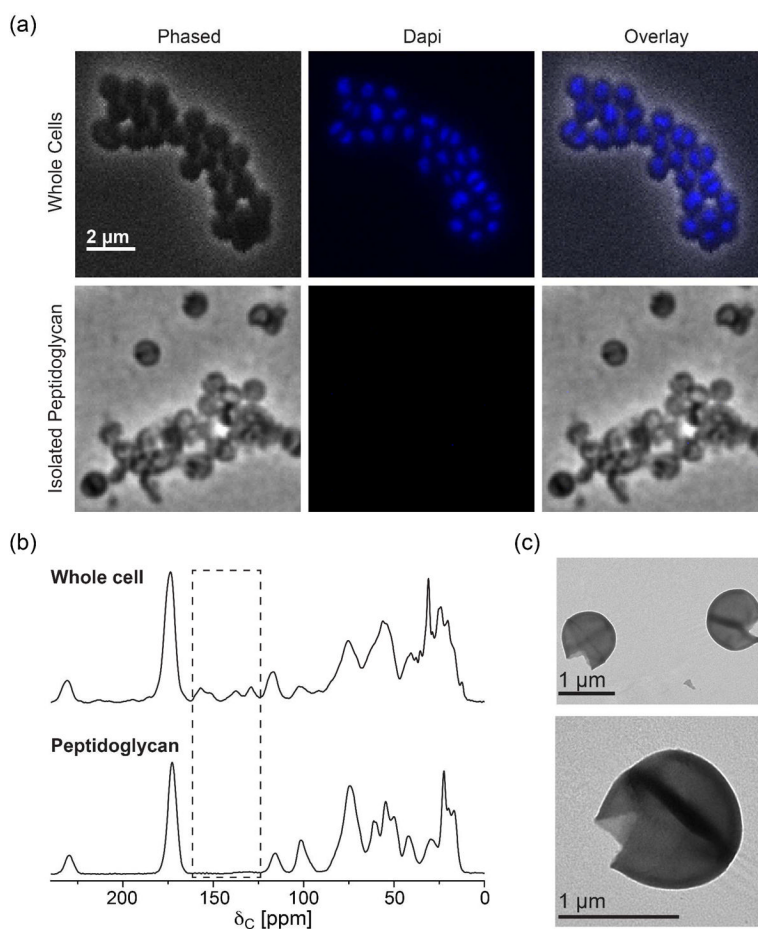 (a)
Phased
Dapi
Overlay
Whole Cells
2 µm
Isolated Peptidoglycan
(b)
Whole cell
Peptidoglycan
200
150
100
50
0
δC [ppm]
(c)
1 µm
1 µm